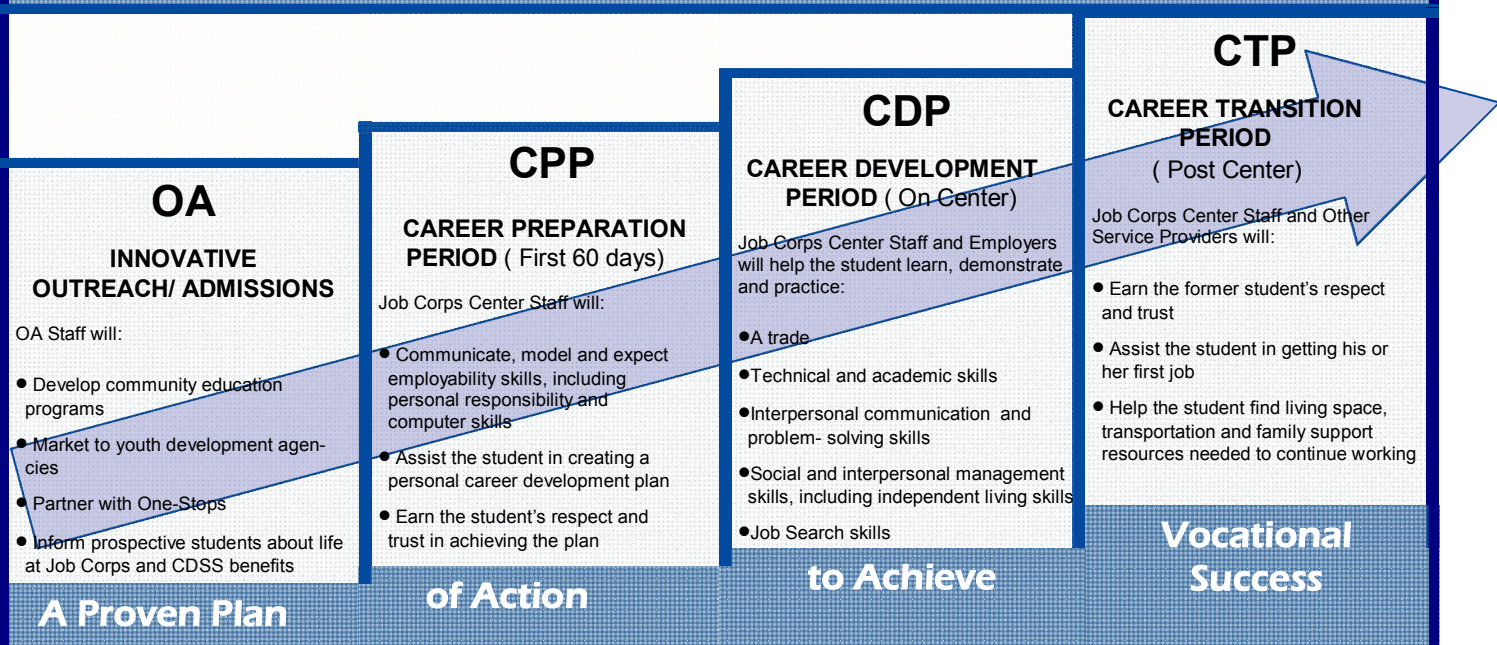 OA
INNOVATIVE
OUTREACH/ ADMISSIONS
OA Staff will:
● Develop community education
programs
● Market to youth development agen-
cies
● Partner with One-Stops
● Inform prospective students about life
at Job Corps and CDSS benefits
A Proven Plan
CPP
CAREER PREPARATION
PERIOD ( First 60 days)
Job Corps Center Staff will:
● Communicate, model and expect
employability skills, including
personal responsibility and
computer skills
● Assist the student in creating a
personal career development plan
● Earn the student’s respect and
trust in achieving the plan
of Action
CDP
CAREER DEVELOPMENT
PERIOD ( On Center)
Job Corps Center Staff and Employers
will help the student learn, demonstrate
and practice:
●A trade
●Technical and academic skills
●Interpersonal communication and
problem- solving skills
●Social and interpersonal management
skills, including independent living skills
●Job Search skills
to Achieve
CTP
CAREER TRANSITION
PERIOD
( Post Center)
Job Corps Center Staff and Other
Service Providers will:
● Earn the former student’s respect
and trust
● Assist the student in getting his or
her first job
● Help the student find living space,
transportation and family support
resources needed to continue working
Vocational
Success